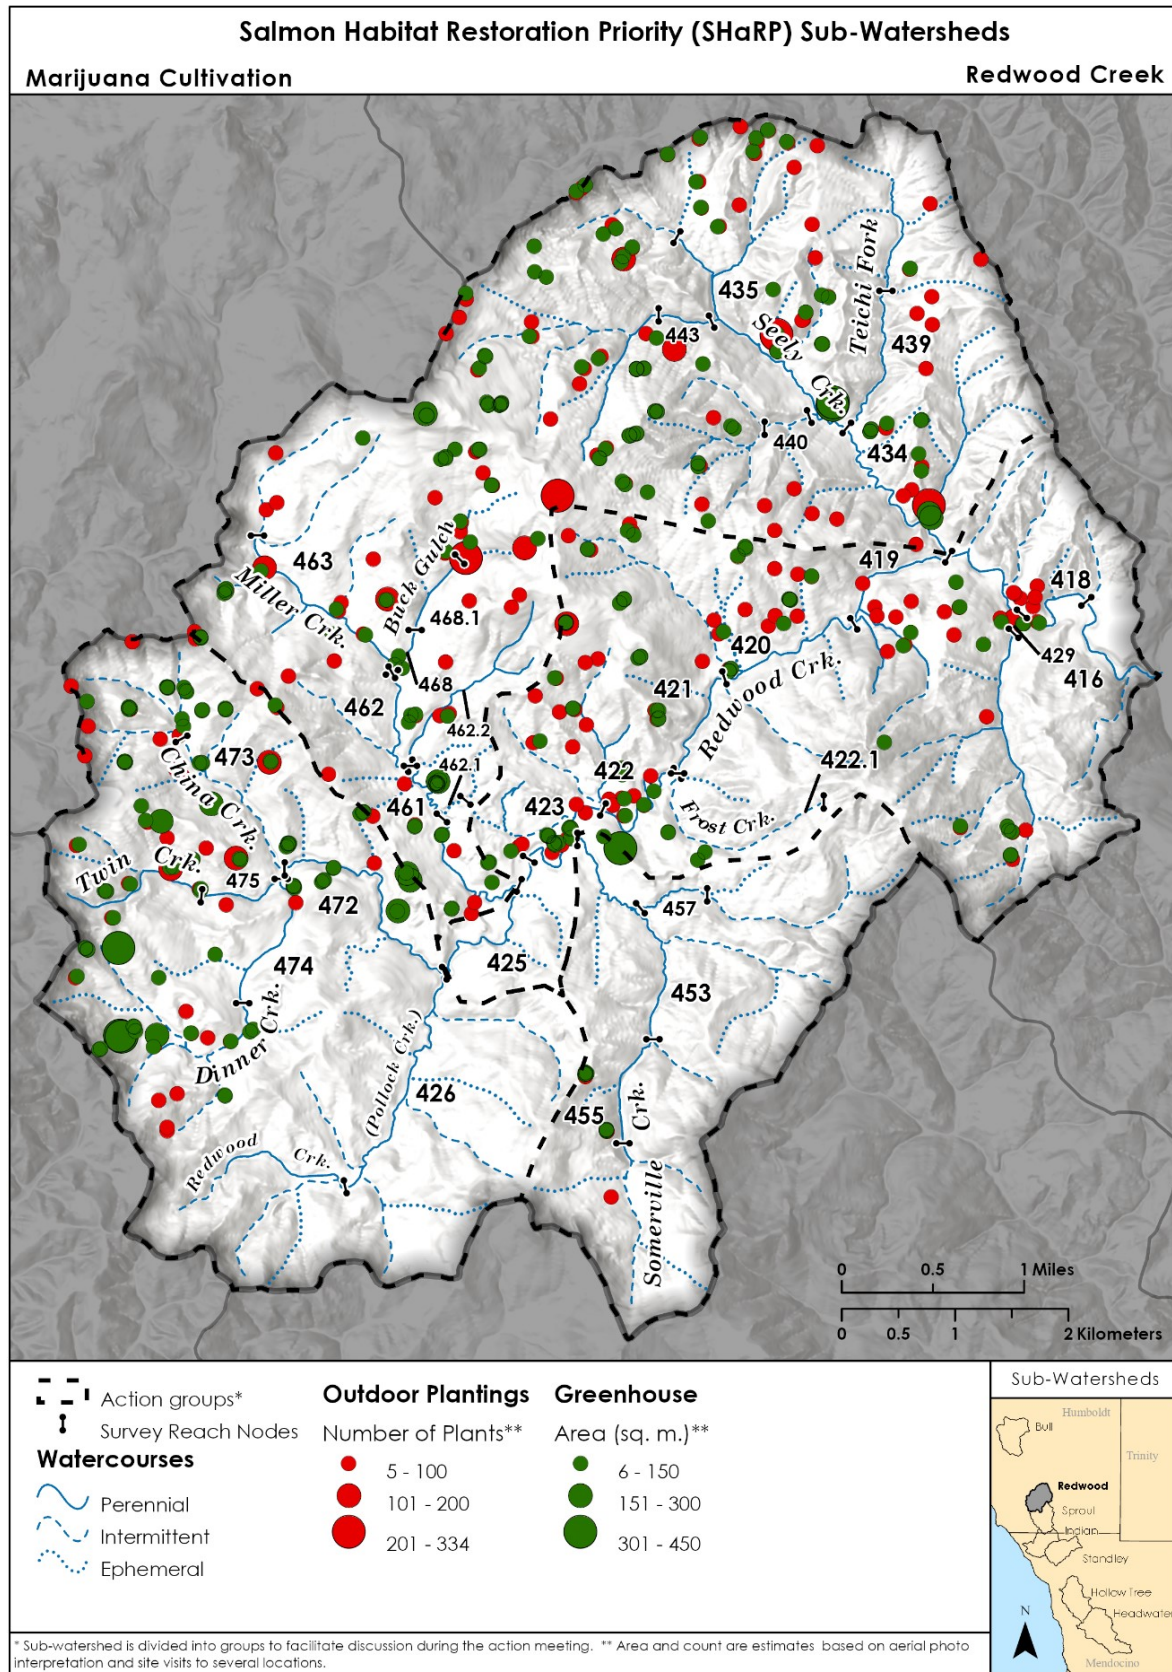 Salmon Habitat Restoration Priority (SHaRP) Sub-Watersheds
Marijuana Cultivation
Redwood Creek
435
Teichi Fork
443
Seely Crk.
439
440
434
419
418
463
Buck Gulch
Miller Crk.
468.1
420
429
416
468
421
Redwood Crk.
462
462.2
473
462.1
422
422.1
China Crk.
461
423
Frost Crk.
Twin Crk.
475
472
457
474
425
453
Dinner Crk.
(Pollock Crk.)
426
455
Somerville Crk.
Redwood Crk.
0 0.5 1 Miles
0 0.5 1 2 Kilometers
Action groups*
Survey Reach Nodes
Watercourses
Perennial
Intermittent
Ephemeral
Outdoor Plantings
Number of Plants**
5 - 100
101 - 200
201 - 334
Greenhouse
Area (sq. m.)**
6 - 150
151 - 300
301 - 450
Sub-Watersheds
Humboldt
Bull
Trinity
Redwood
Sproul
Indian
Standley
Hollow Tree
Headwater
N
Mendocino
* Sub-watershed is divided into groups to facilitate discussion during the action meeting. ** Area and count are estimates based on aerial photo
interpretation and site visits to several locations.